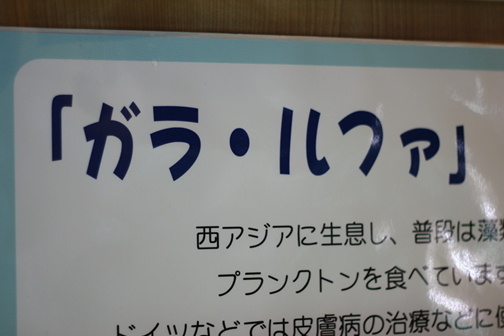 「ガラ・ルファ」
西アジアに生息し、普段は藻類
プランクトンを食べています
ドイツなどでは皮膚病の治療などに